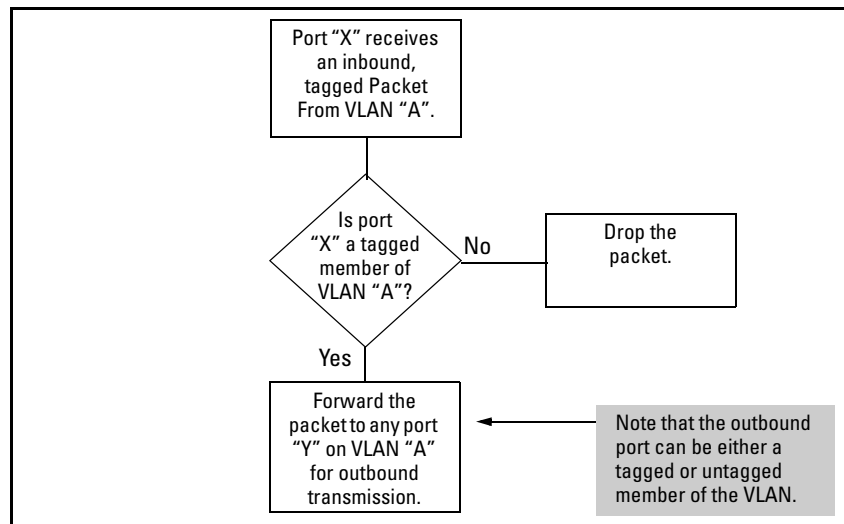 Port “X” receives
an inbound,
tagged Packet
From VLAN “A”.
Is port
“X” a tagged
member of
VLAN “A”?
No
Drop the
packet.
Yes
Forward the
packet to any port
“Y” on VLAN “A”
for outbound
transmission.
Note that the outbound
port can be either a
tagged or untagged
member of the VLAN.